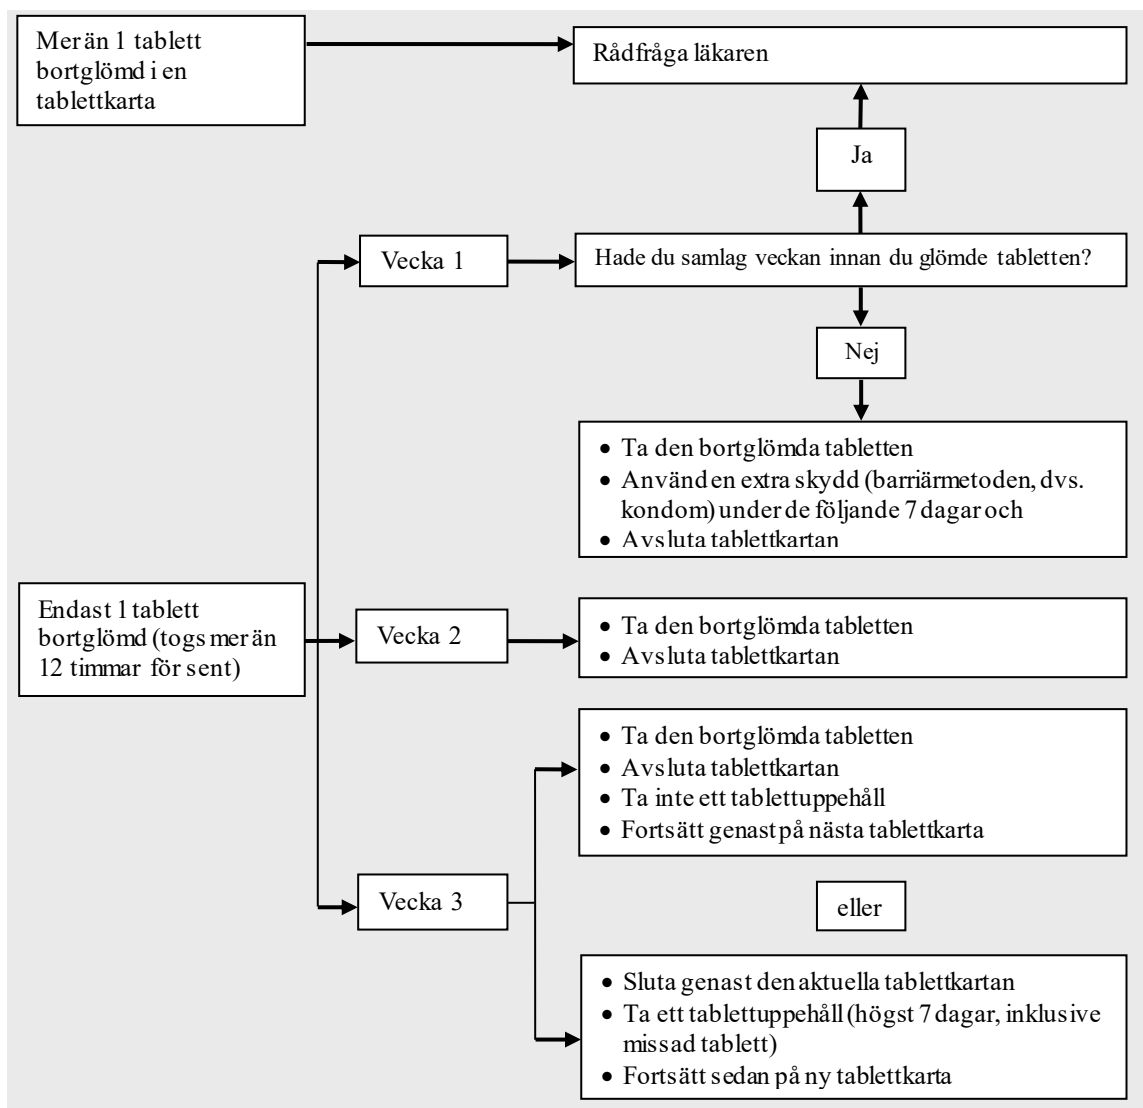 Mer än 1 tablett
bortglömd i en
tablettkarta
Rådfråga läkaren
Ja
Vecka 1
Hade du samlag veckan innan du glömde tabletten?
Nej
• Ta den bortglömda tabletten
• Använd en extra skydd (barriärmetoden, dvs.
kondom) under de följande 7 dagar och
• Avsluta tablettkartan
Endast 1 tablett
bortglömd (togs mer än
12 timmar för sent)
Vecka 2
• Ta den bortglömda tabletten
• Avsluta tablettkartan
Vecka 3
• Ta den bortglömda tabletten
• Avsluta tablettkartan
• Ta inte ett tablettuppehåll
• Fortsätt genast på nästa tablettkarta
eller
• Sluta genast den aktuella tablettkartan
• Ta ett tablettuppehåll (högst 7 dagar, inklusive
missad tablett)
• Fortsätt sedan på ny tablettkarta